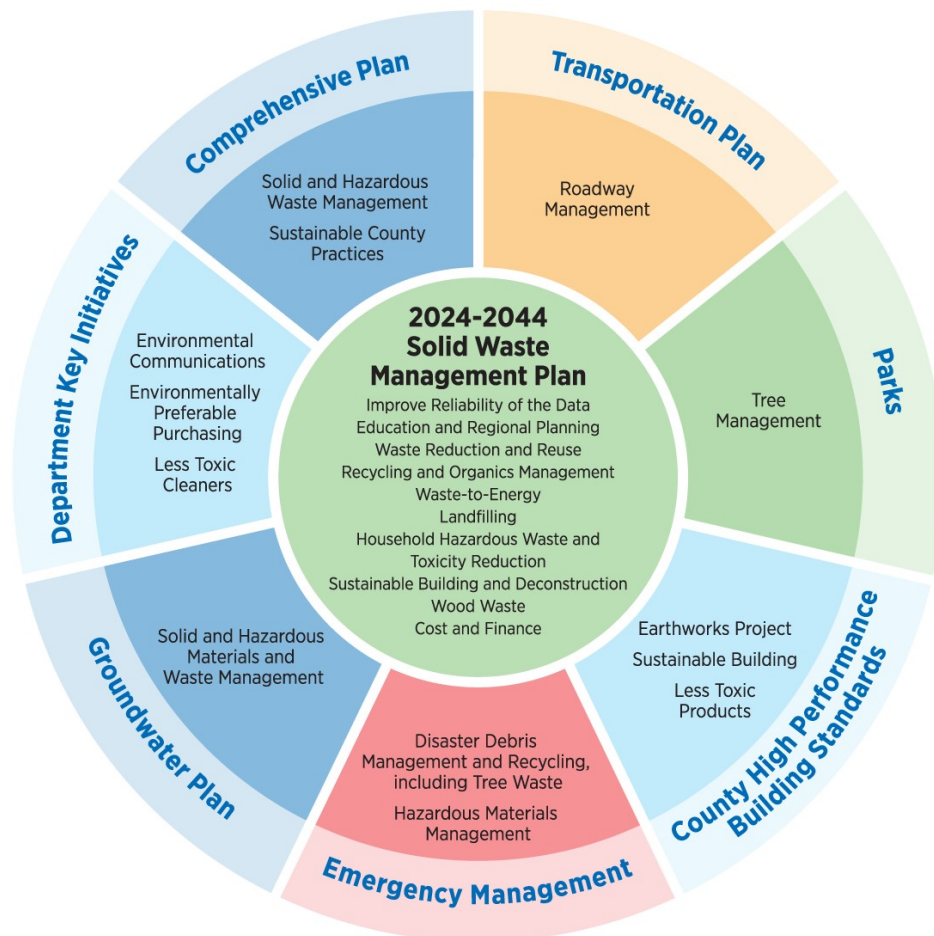 Comprehensive Plan
Solid and Hazardous
Waste Management
Sustainable County
Practices
Transportation Plan
Roadway
Management
Parks
Tree
Management
County High Performance
Building Standards
Earthworks Project
Sustainable Building
Less Toxic
Products
Emergency Management
Disaster Debris
Management and Recycling,
including Tree Waste
Hazardous Materials
Management
Groundwater Plan
Solid and Hazardous
Materials and
Waste Management
Department Key Initiatives
Environmental
Communications
Environmentally
Preferable
Purchasing
Less Toxic
Cleaners
2024-2044
Solid Waste
Management Plan
Improve Reliability of the Data
Education and Regional Planning
Waste Reduction and Reuse
Recycling and Organics Management
Waste-to-Energy
Landfilling
Household Hazardous Waste and
Toxicity Reduction
Sustainable Building and Deconstruction
Wood Waste
Cost and Finance